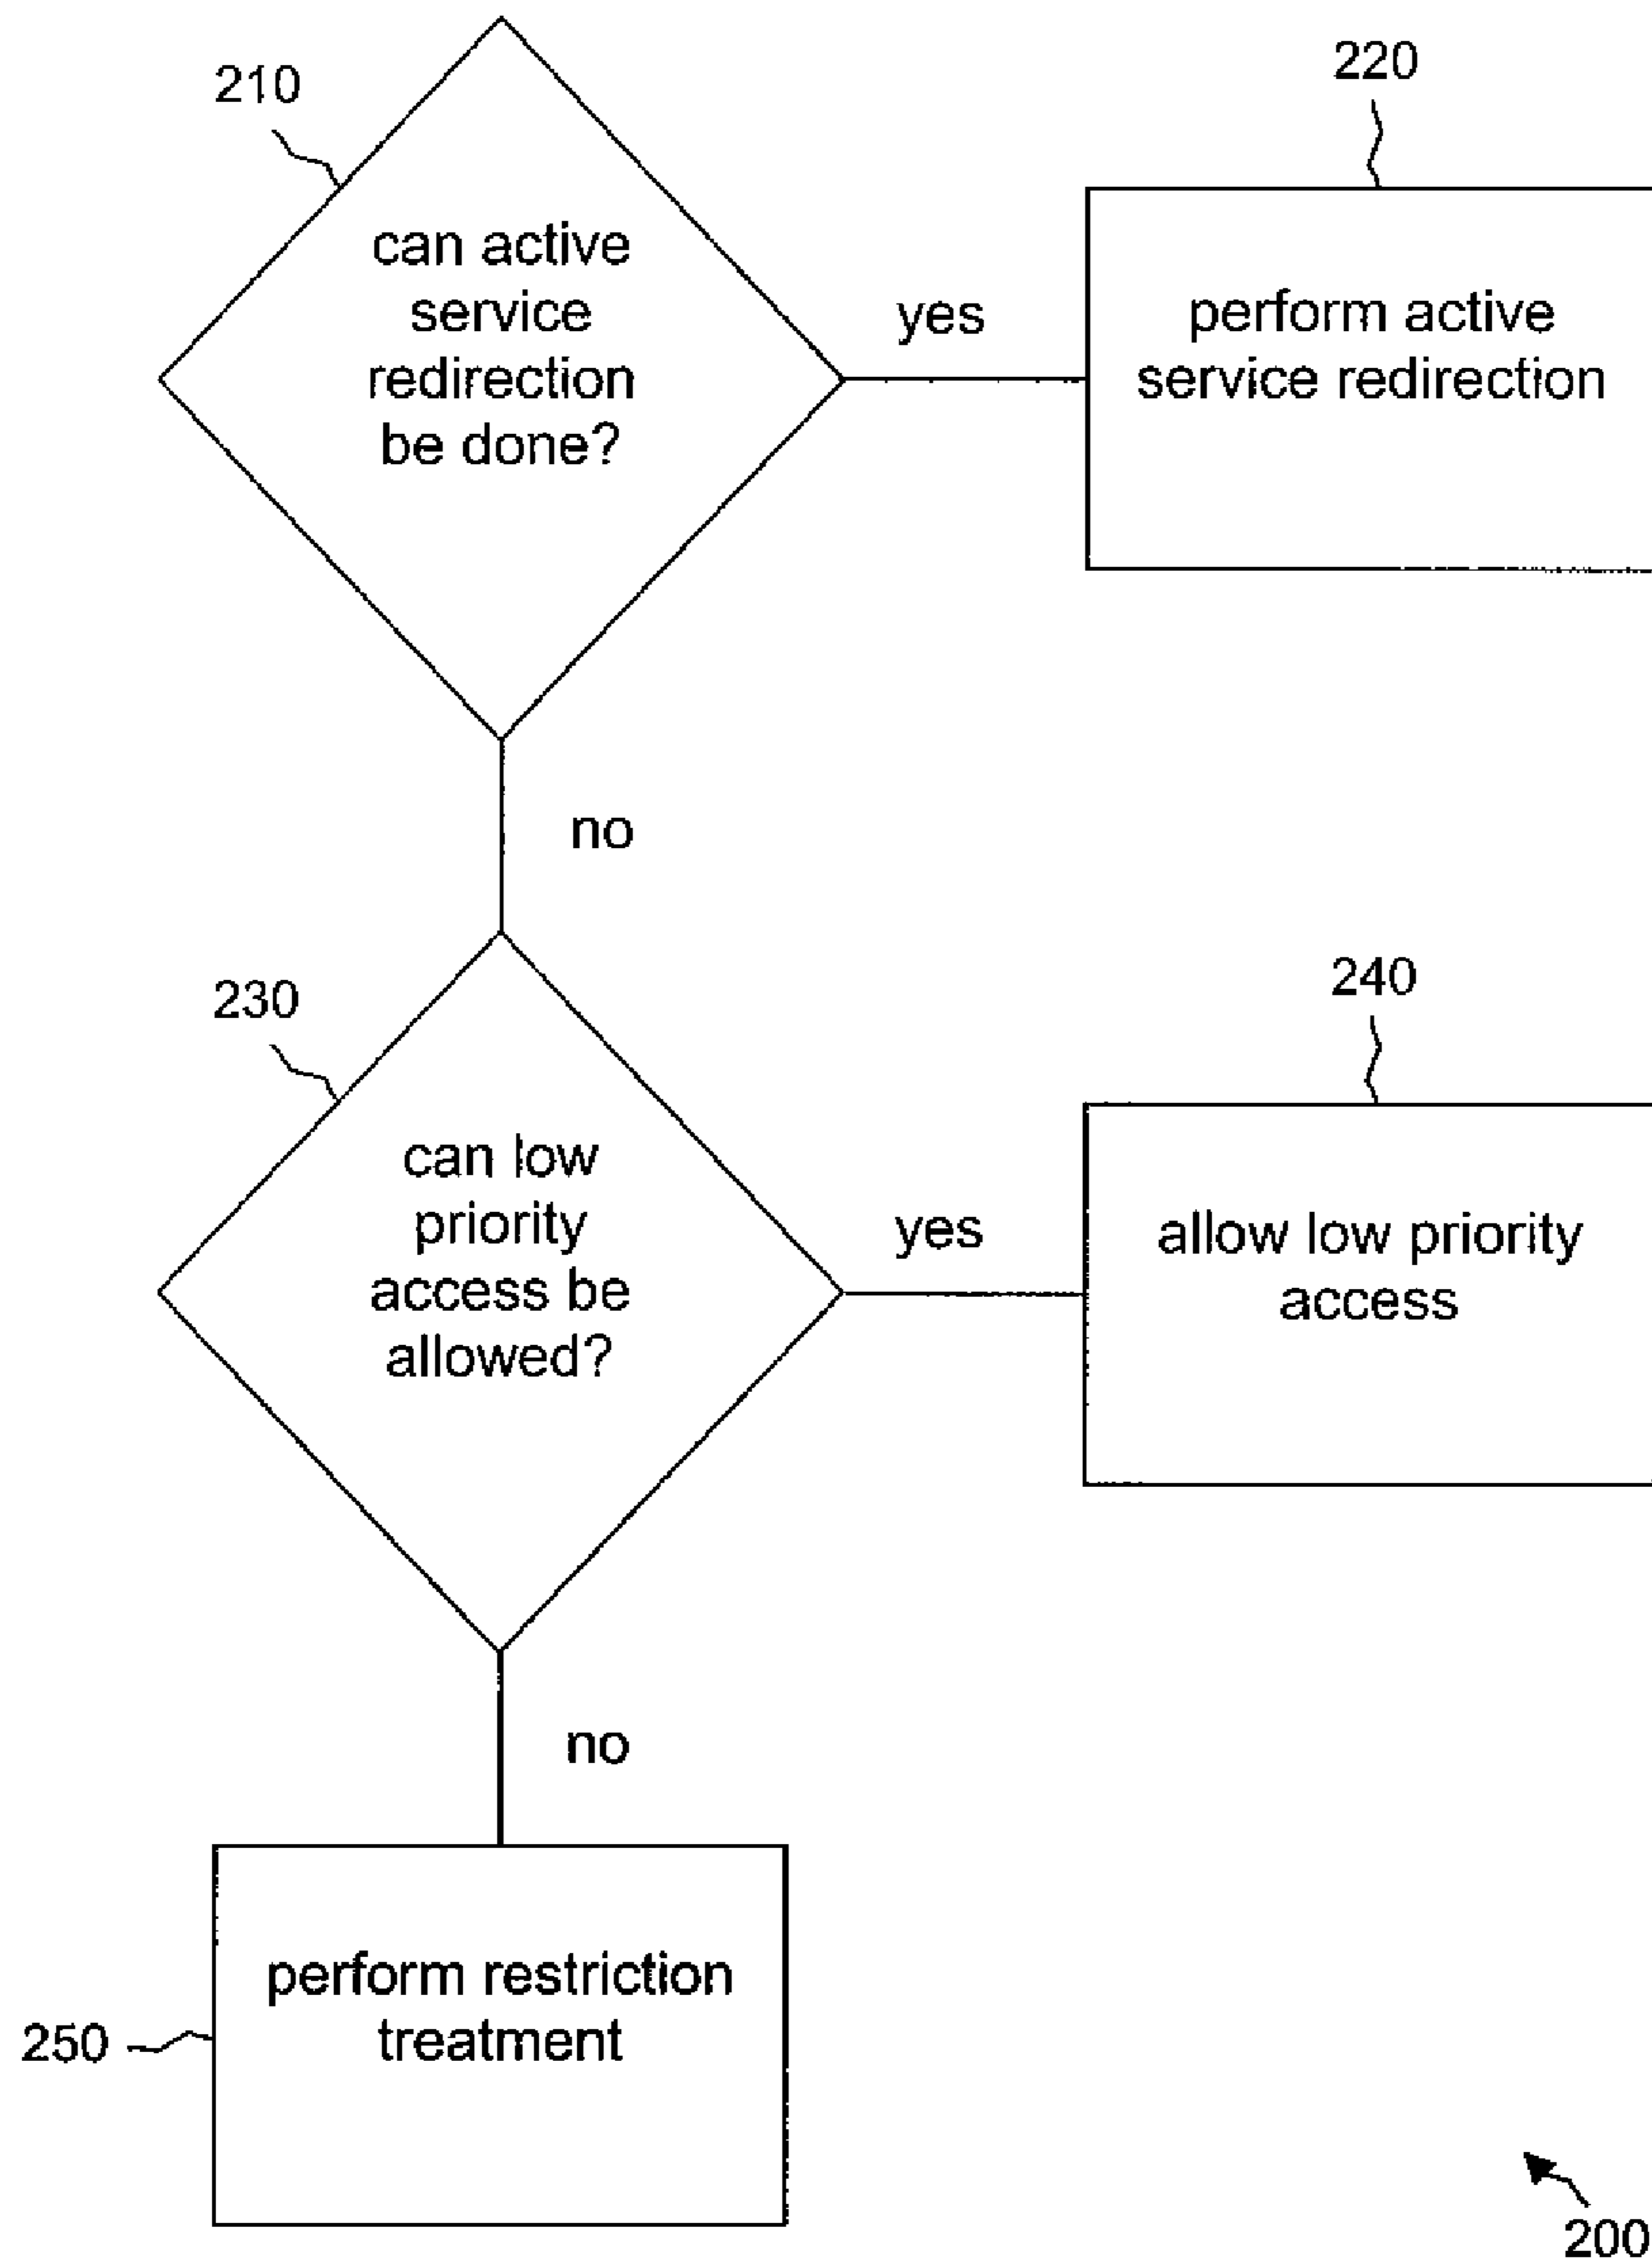 210
can active
service
redirection
be done?
yes
220
perform active
service redirection
no
230
can low
priority
access be
allowed?
yes
240
allow low priority
access
no
250
perform restriction
treatment
200